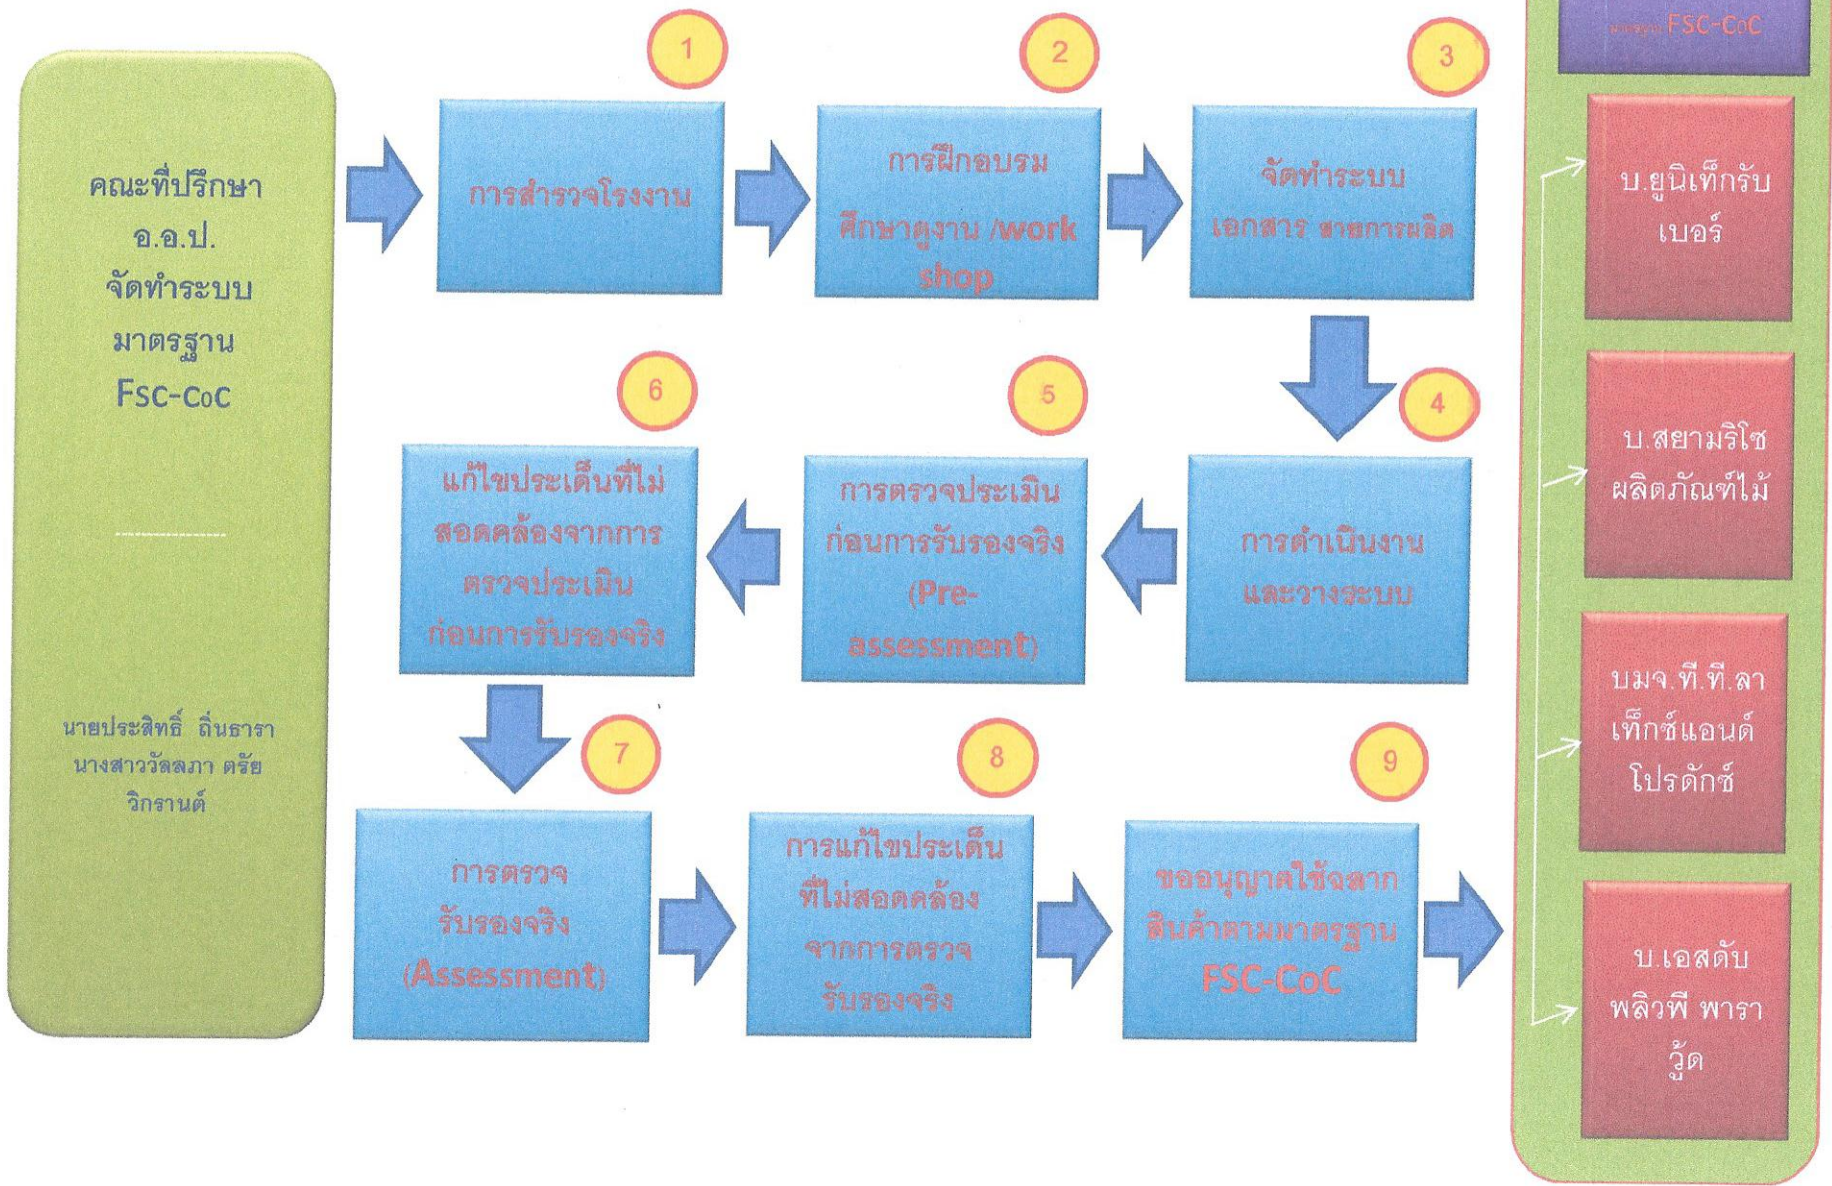 คณะที่ปรึกษา
อ.อ.ป.
จัดทำระบบ
มาตรฐาน
FSC-CoC
นายประสิทธิ์ ถิ่นธารา
นางสาววัลลภา ตรัย
วิกรานต์
1
การสำรวจโรงงาน
2
การฝึกอบรม
ศึกษาดูงาน /work
shop
3
จัดทำระบบ
เอกสาร สายการผลิต
4
การดำเนินงาน
และวางระบบ
5
การตรวจประเมิน
ก่อนการรับรองจริง
(Pre-
assessment)
6
แก้ไขประเด็นที่ไม่
สอดคล้องจากการ
ตรวจประเมิน
ก่อนการรับรองจริง
7
การตรวจ
รับรองจริง
(Assessment)
8
การแก้ไขประเด็น
ที่ไม่สอดคล้อง
จากการตรวจ
รับรองจริง
9
ขออนุญาตใช้ฉลาก
สินค้าตามมาตรฐาน
FSC-CoC
มาตรฐาน FSC-CoC
บ.ยูนิเท็กรับ
เบอร์
บ.สยามริโซ
ผลิตภัณฑ์ไม้
บมจ.ที.ที.ลา
เท็กซ์แอนด์
โปรดักซ์
บ.เอสดับ
พลิวพี พารา
วู้ด